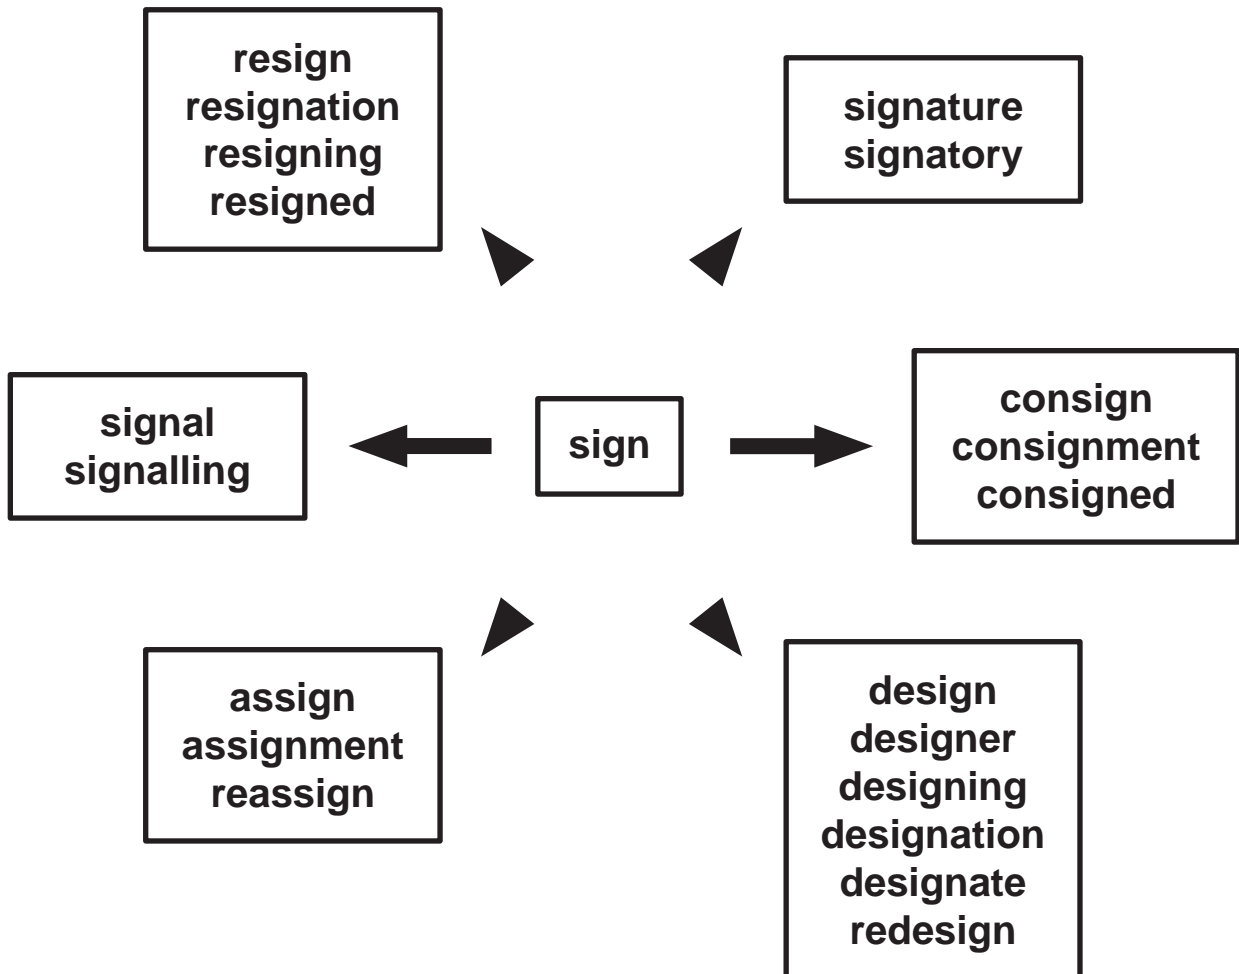 resign
resignation
resigning
resigned
signature
signatory
signal
signalling
sign
consign
consignment
consigned
assign
assignment
reassign
design
designer
designing
designation
designate
redesign